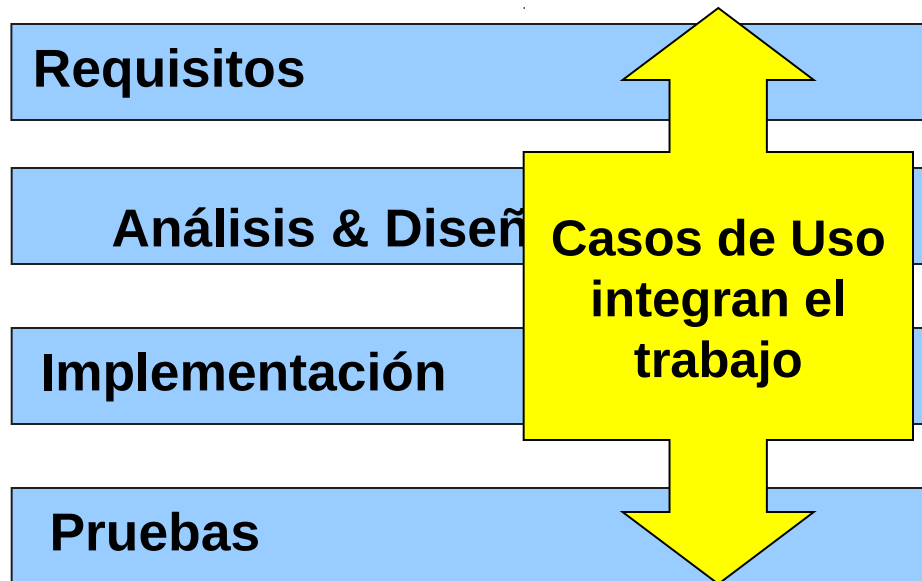 Requisitos
Análisis & Diseñ
Casos de Uso
integran el
trabajo
Implementación
Pruebas